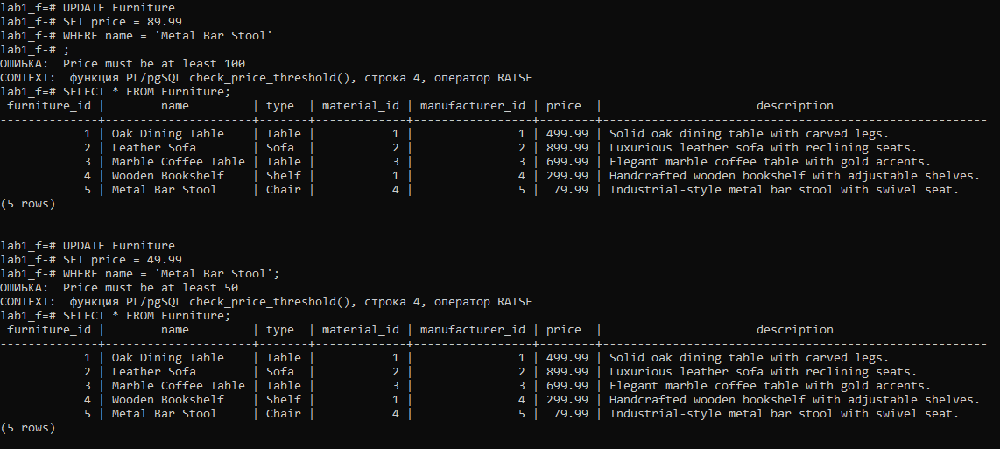 lab1_f=# UPDATE Furniture
lab1_f-# SET price = 89.99
lab1_f-# WHERE name = 'Metal Bar Stool'
lab1_f-# ;
ОШИБКА:  Price must be at least 100
CONTEXT:  функция PL/pgSQL check_price_threshold(), строка 4, оператор RAISE
lab1_f=# SELECT * FROM Furniture;
 furniture_id |        name         | type  | material_id | manufacturer_id | price  |                      description
--------------+---------------------+-------+-------------+-----------------+--------+-------------------------------------------------------
            1 | Oak Dining Table    | Table |           1 |               1 | 499.99 | Solid oak dining table with carved legs.
            2 | Leather Sofa        | Sofa  |           2 |               2 | 899.99 | Luxurious leather sofa with reclining seats.
            3 | Marble Coffee Table | Table |           3 |               3 | 699.99 | Elegant marble coffee table with gold accents.
            4 | Wooden Bookshelf    | Shelf |           1 |               4 | 299.99 | Handcrafted wooden bookshelf with adjustable shelves.
            5 | Metal Bar Stool     | Chair |           4 |               5 |  79.99 | Industrial-style metal bar stool with swivel seat.
(5 rows)
lab1_f=# UPDATE Furniture
lab1_f-# SET price = 49.99
lab1_f-# WHERE name = 'Metal Bar Stool';
ОШИБКА:  Price must be at least 50
CONTEXT:  функция PL/pgSQL check_price_threshold(), строка 4, оператор RAISE
lab1_f=# SELECT * FROM Furniture;
 furniture_id |        name         | type  | material_id | manufacturer_id | price  |                      description
--------------+---------------------+-------+-------------+-----------------+--------+-------------------------------------------------------
            1 | Oak Dining Table    | Table |           1 |               1 | 499.99 | Solid oak dining table with carved legs.
            2 | Leather Sofa        | Sofa  |           2 |               2 | 899.99 | Luxurious leather sofa with reclining seats.
            3 | Marble Coffee Table | Table |           3 |               3 | 699.99 | Elegant marble coffee table with gold accents.
            4 | Wooden Bookshelf    | Shelf |           1 |               4 | 299.99 | Handcrafted wooden bookshelf with adjustable shelves.
            5 | Metal Bar Stool     | Chair |           4 |               5 |  79.99 | Industrial-style metal bar stool with swivel seat.
(5 rows)